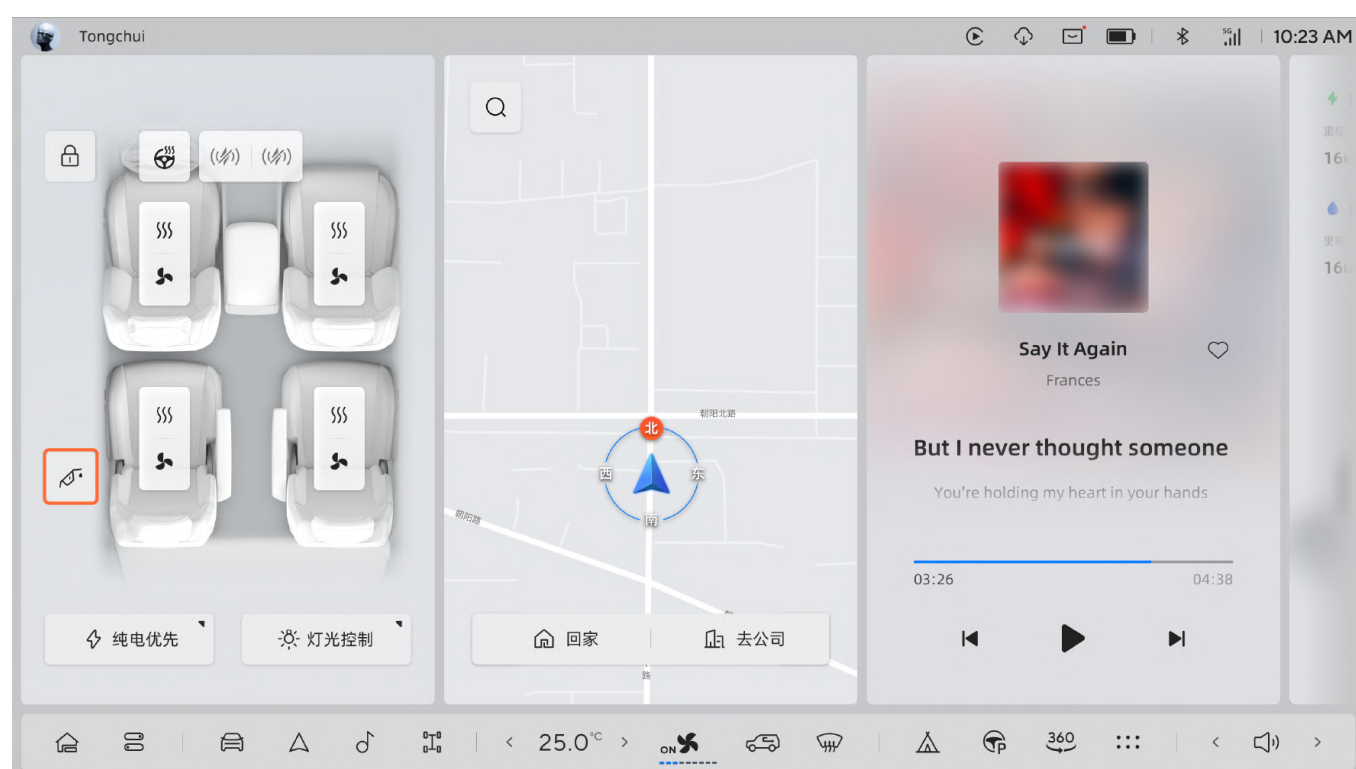 Tongchui
5G
10:23 AM
北
西
东
南
朝阳北路
朝阳路
路
纯电优先
灯光控制
回家
去公司
Say It Again
Frances
But I never thought someone
You're holding my heart in your hands
03:26
04:38
16
16
25.0°C
ON
P
360